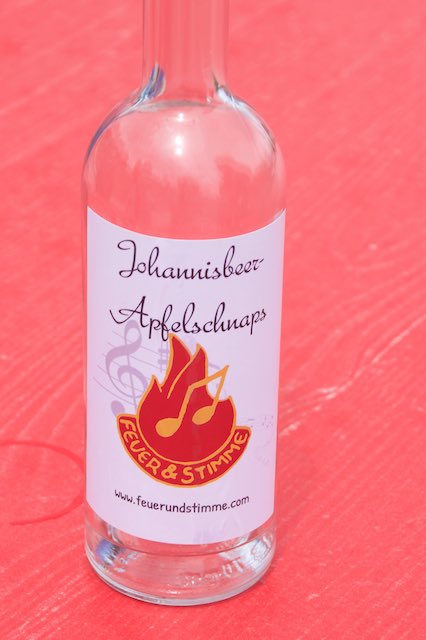 Johannisbeer-
Apfelschnaps
FEUER & STIMME
www.feuerundstimme.com